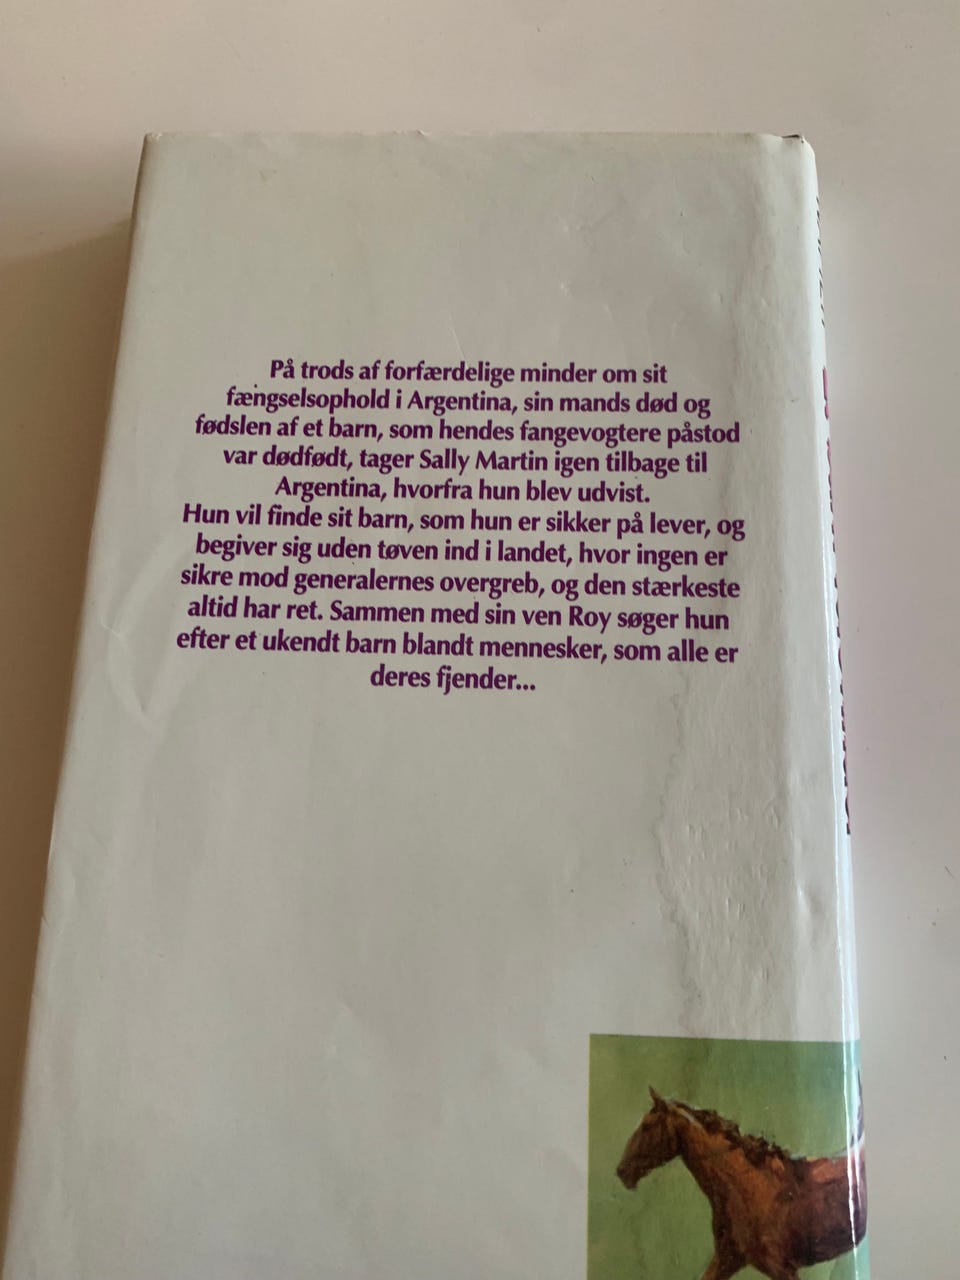 På trods af forfærdelige minder om sit
fængselsophold i Argentina, sin mands død og
fødslen af et barn, som hendes fangevogtere påstod
var dødfødt, tager Sally Martin igen tilbage til
Argentina, hvorfra hun blev udvist.
Hun vil finde sit barn, som hun er sikker på lever, og
begiver sig uden tøven ind i landet, hvor ingen er
sikre mod generalernes overgreb, og den stærkeste
altid har ret. Sammen med sin ven Roy søger hun
efter et ukendt barn blandt mennesker, som alle er
deres fjender...